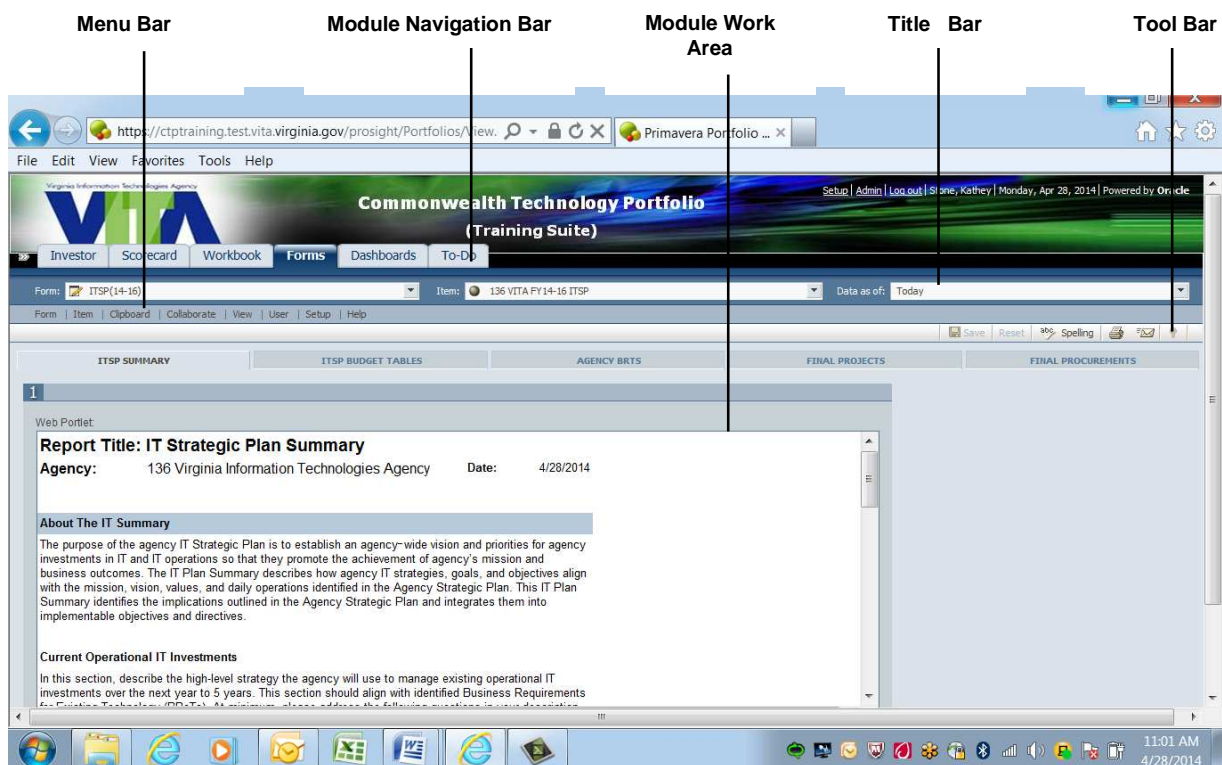 Menu Bar Module Navigation Bar Module Work Area Title Bar Tool Bar
https://ctptraining.test.vita.virginia.gov/prosight/Portfolios/View. Primavera Portfolio ...
File Edit View Favorites Tools Help
Virginia Information Technologies Agency
VITA
Commonwealth Technology Portfolio
(Training Suite)
Setup | Admin | Log out | Stone, Kathey | Monday, Apr 28, 2014 | Powered by Oracle
Investor Scorecard Workbook Forms Dashboards To-Do
Form: ITSP(14-16) Item: 136 VITA FY14-16 ITSP Data as of: Today
Form | Item | Clipboard | Collaborate | View | User | Setup | Help
Save Reset abc Spelling
ITSP SUMMARY ITSP BUDGET TABLES AGENCY BRTS FINAL PROJECTS FINAL PROCUREMENTS
1
Web Portlet:
Report Title: IT Strategic Plan Summary
Agency: 136 Virginia Information Technologies Agency Date: 4/28/2014
About The IT Summary
The purpose of the agency IT Strategic Plan is to establish an agency-wide vision and priorities for agency
investments in IT and IT operations so that they promote the achievement of agency's mission and
business outcomes. The IT Plan Summary describes how agency IT strategies, goals, and objectives align
with the mission, vision, values, and daily operations identified in the Agency Strategic Plan. This IT Plan
Summary identifies the implications outlined in the Agency Strategic Plan and integrates them into
implementable objectives and directives.
Current Operational IT Investments
In this section, describe the high-level strategy the agency will use to manage existing operational IT
investments over the next year to 5 years. This section should align with identified Business Requirements
11:01 AM
4/28/2014